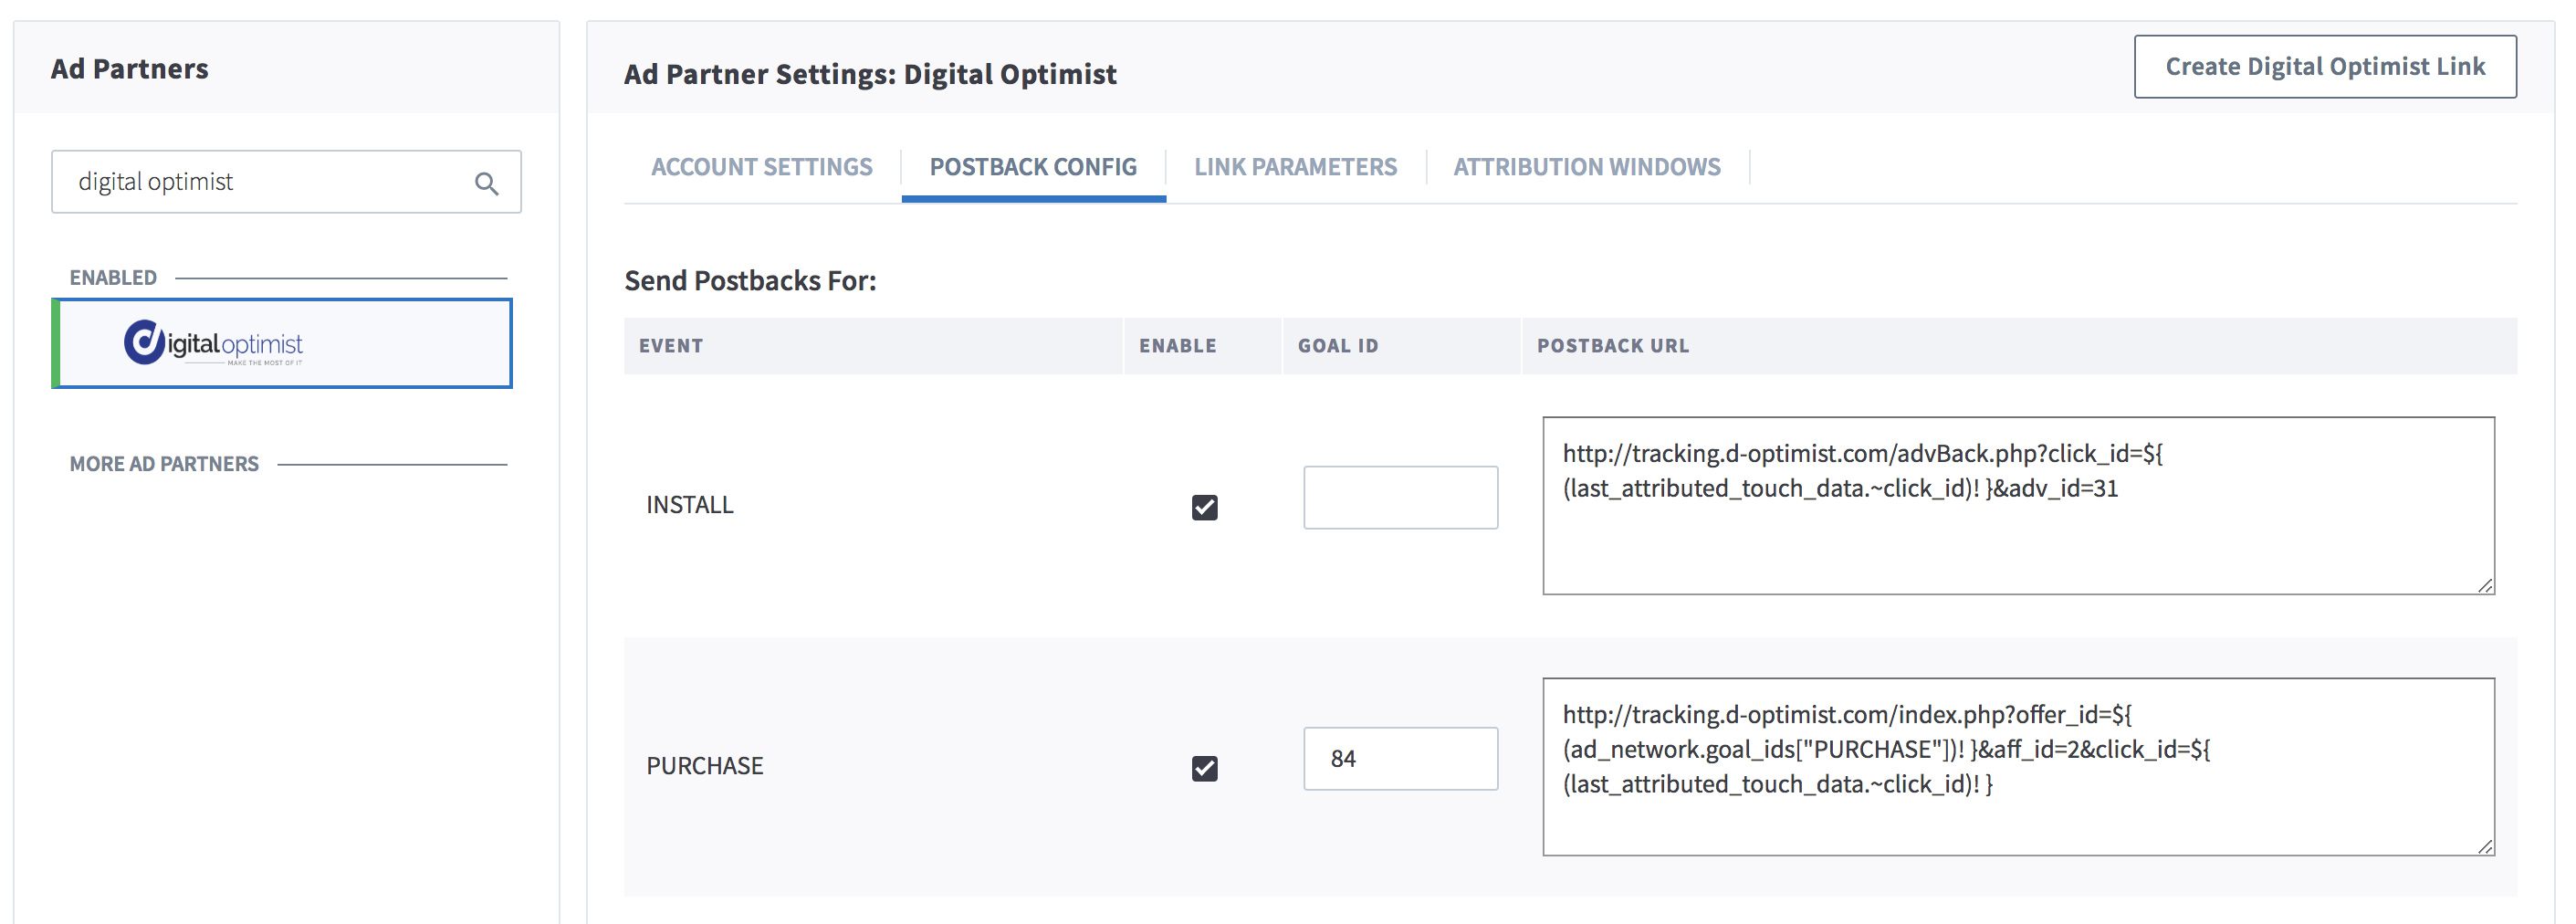 Ad Partners
digital optimist
ENABLED
digitaloptimist
MAKE THE MOST OF IT
MORE AD PARTNERS
Ad Partner Settings: Digital Optimist
Create Digital Optimist Link
ACCOUNT SETTINGS
POSTBACK CONFIG
LINK PARAMETERS
ATTRIBUTION WINDOWS
Send Postbacks For:
EVENT ENABLE GOAL ID POSTBACK URL
INSTALL
http://tracking.d-optimist.com/advBack.php?click_id=${
(last_attributed_touch_data.~click_id)! }&adv_id=31
PURCHASE
84
http://tracking.d-optimist.com/index.php?offer_id=${
(ad_network.goal_ids["PURCHASE"])! }&aff_id=2&click_id=${
(last_attributed_touch_data.~click_id)! }